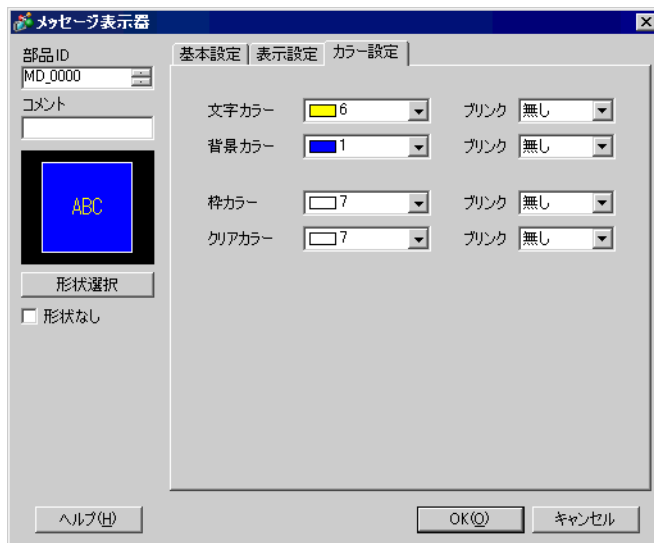 メッセージ表示器
部品ID
MD_0000
コメント
ABC
形状選択
形状なし
基本設定 表示設定 カラー設定
文字カラー 6 ブリンク 無し
背景カラー 1 ブリンク 無し
枠カラー 7 ブリンク 無し
クリアカラー 7 ブリンク 無し
ヘルプ(H) OK(O) キャンセル